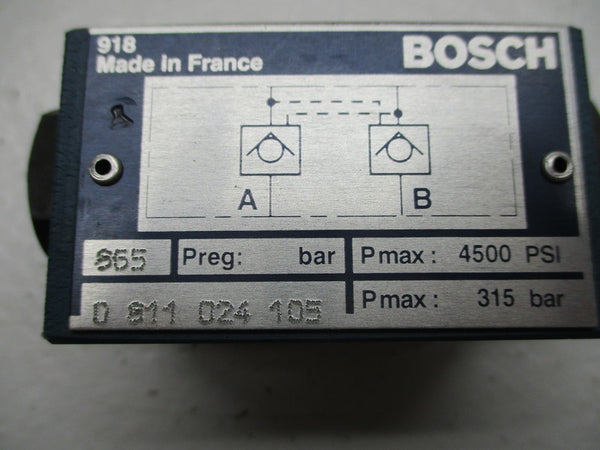 918
Made in France
BOSCH
A B
865 Preg: bar Pmax: 4500 PSI
0 811 024 105 Pmax: 315 bar